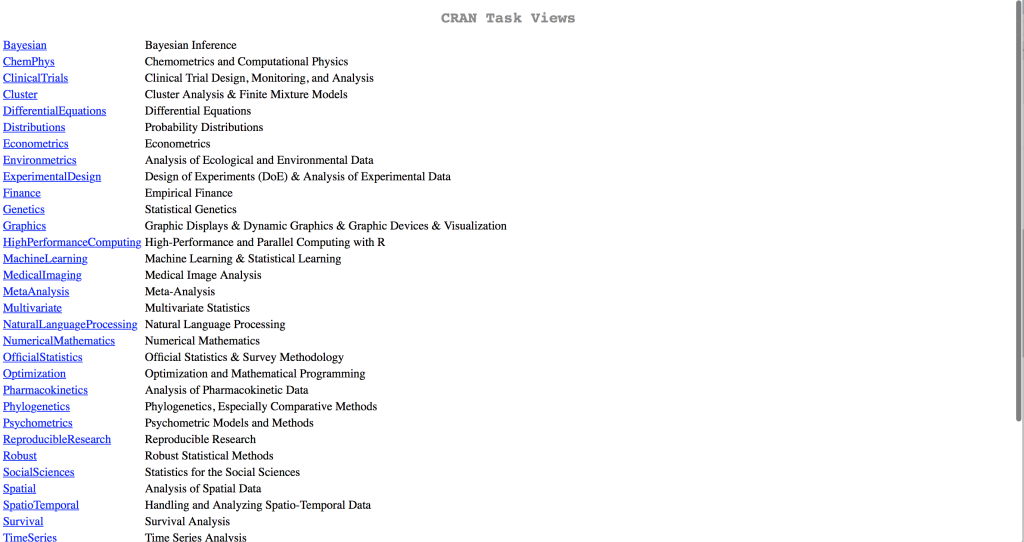 CRAN Task Views
Bayesian Bayesian Inference
ChemPhys Chemometrics and Computational Physics
ClinicalTrials Clinical Trial Design, Monitoring, and Analysis
Cluster Cluster Analysis & Finite Mixture Models
DifferentialEquations Differential Equations
Distributions Probability Distributions
Econometrics Econometrics
Environmetrics Analysis of Ecological and Environmental Data
ExperimentalDesign Design of Experiments (DoE) & Analysis of Experimental Data
Finance Empirical Finance
Genetics Statistical Genetics
Graphics Graphic Displays & Dynamic Graphics & Graphic Devices & Visualization
HighPerformanceComputing High-Performance and Parallel Computing with R
MachineLearning Machine Learning & Statistical Learning
MedicalImaging Medical Image Analysis
MetaAnalysis Meta-Analysis
Multivariate Multivariate Statistics
NaturalLanguageProcessing Natural Language Processing
NumericalMathematics Numerical Mathematics
OfficialStatistics Official Statistics & Survey Methodology
Optimization Optimization and Mathematical Programming
Pharmacokinetics Analysis of Pharmacokinetic Data
Phylogenetics Phylogenetics, Especially Comparative Methods
Psychometrics Psychometric Models and Methods
ReproducibleResearch Reproducible Research
Robust Robust Statistical Methods
SocialSciences Statistics for the Social Sciences
Spatial Analysis of Spatial Data
SpatioTemporal Handling and Analyzing Spatio-Temporal Data
Survival Survival Analysis
TimeSeries Time Series Analysis